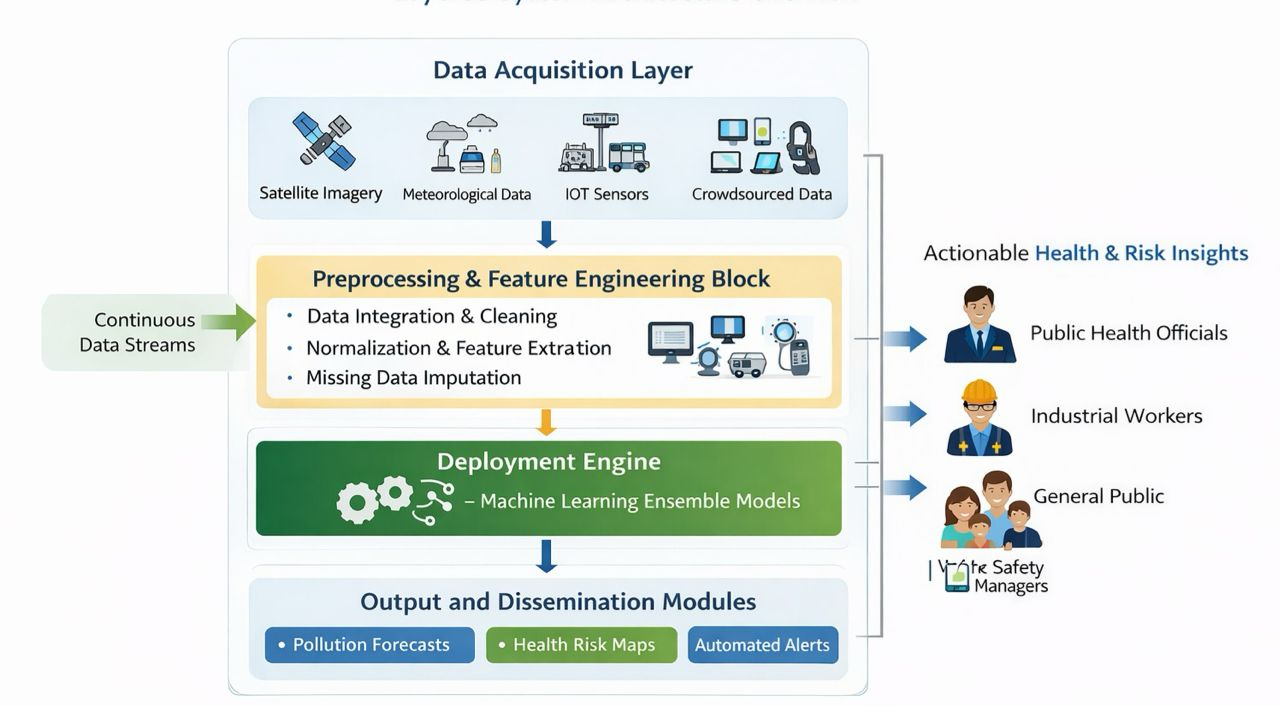 Data Acquisition Layer
Satellite Imagery
Meteorological Data
IOT Sensors
Crowdsourced Data
Continuous
Data Streams
Preprocessing & Feature Engineering Block
• Data Integration & Cleaning
• Normalization & Feature Extration
• Missing Data Imputation
Deployment Engine
– Machine Learning Ensemble Models
Output and Dissemination Modules
• Pollution Forecasts
• Health Risk Maps
Automated Alerts
Actionable Health & Risk Insights
Public Health Officials
Industrial Workers
General Public
Safety
Managers